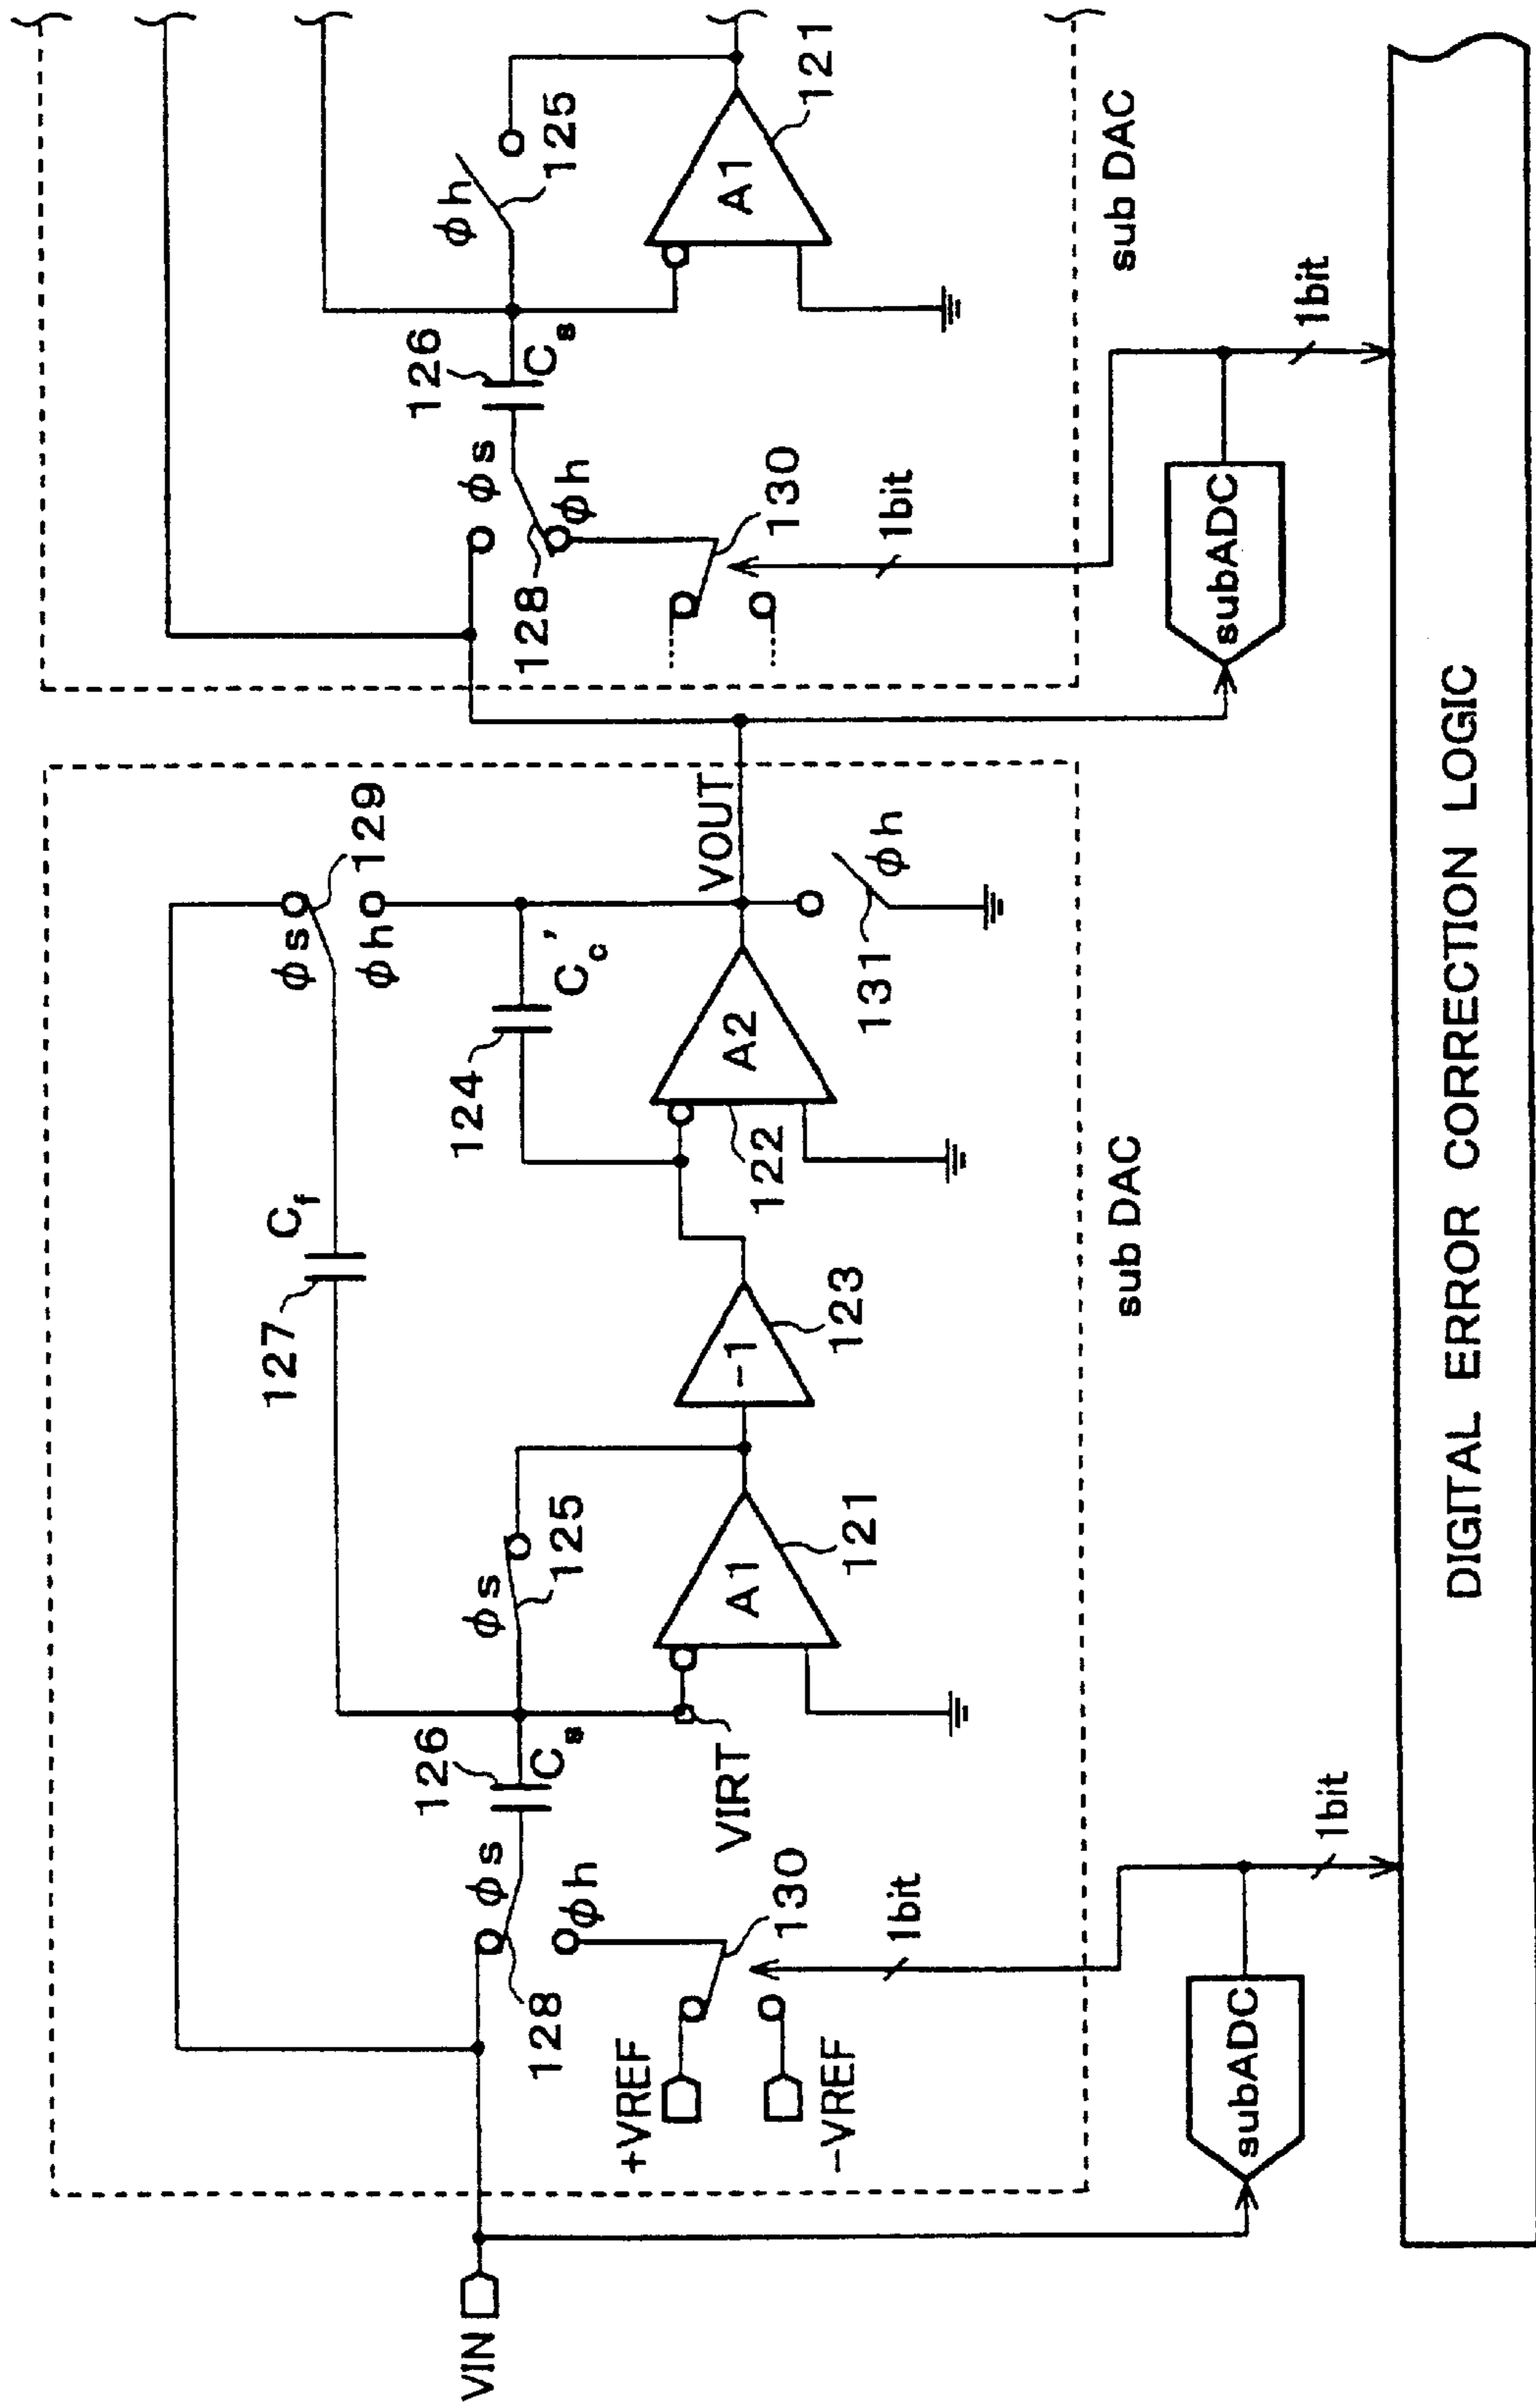 VIN
+VREF
−VREF
128
φs
φh
130
1bit
subADC
1bit
126
Cs
VIRT
φs
125
A1
121
127
Cf
−1
123
124
Cc'
122
A2
φs
φh
129
VOUT
131
φh
sub DAC
128
φs
φh
130
1bit
subADC
1bit
126
Cs
φh
125
A1
121
sub DAC
DIGITAL ERROR CORRECTION LOGIC